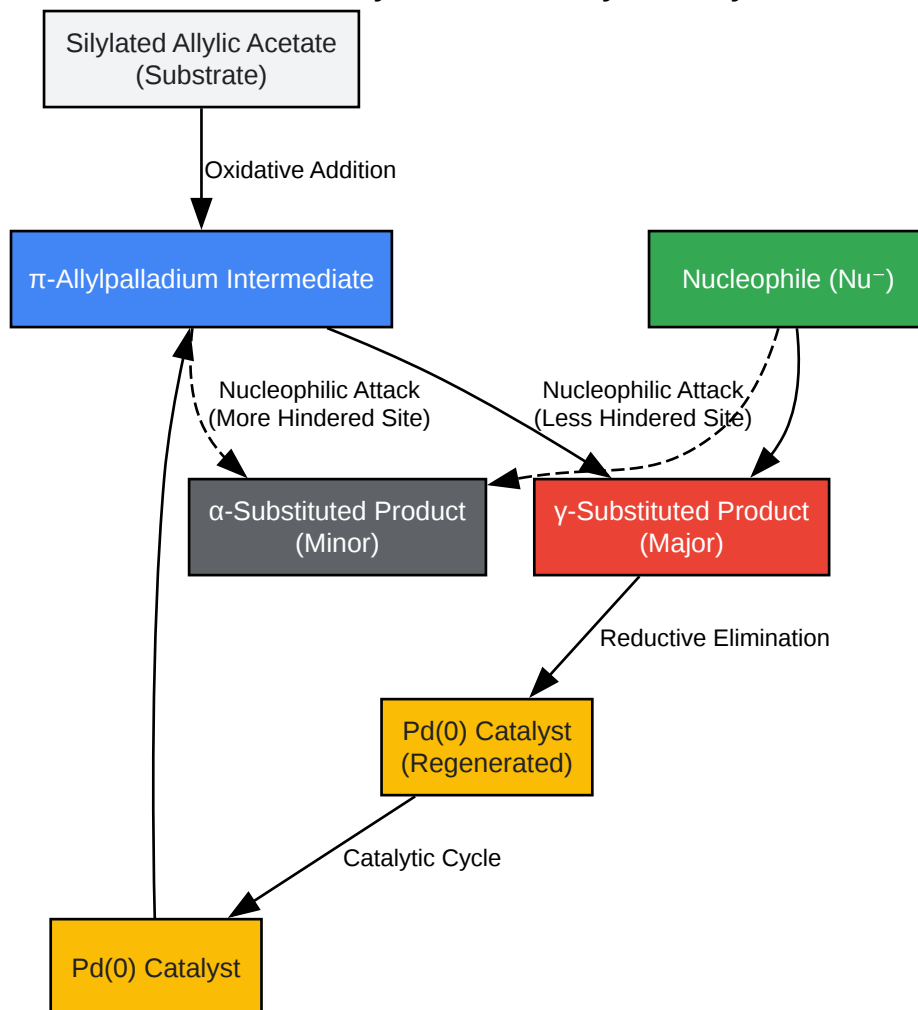 Silylated Allylic Acetate
(Substrate)
Oxidative Addition
π-Allylpalladium Intermediate
Nucleophile (Nu⁻)
Nucleophilic Attack
(More Hindered Site)
Nucleophilic Attack
(Less Hindered Site)
α-Substituted Product
(Minor)
γ-Substituted Product
(Major)
Reductive Elimination
Pd(0) Catalyst
(Regenerated)
Catalytic Cycle
Pd(0) Catalyst